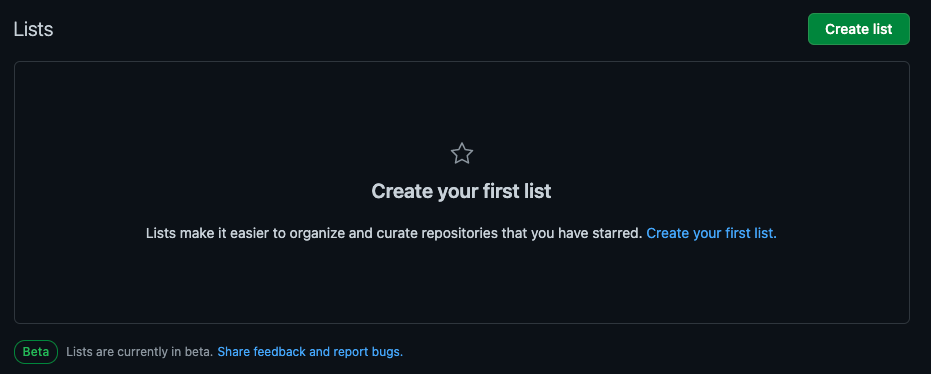 Lists
Create list
Create your first list
Lists make it easier to organize and curate repositories that you have starred. Create your first list.
Beta Lists are currently in beta. Share feedback and report bugs.